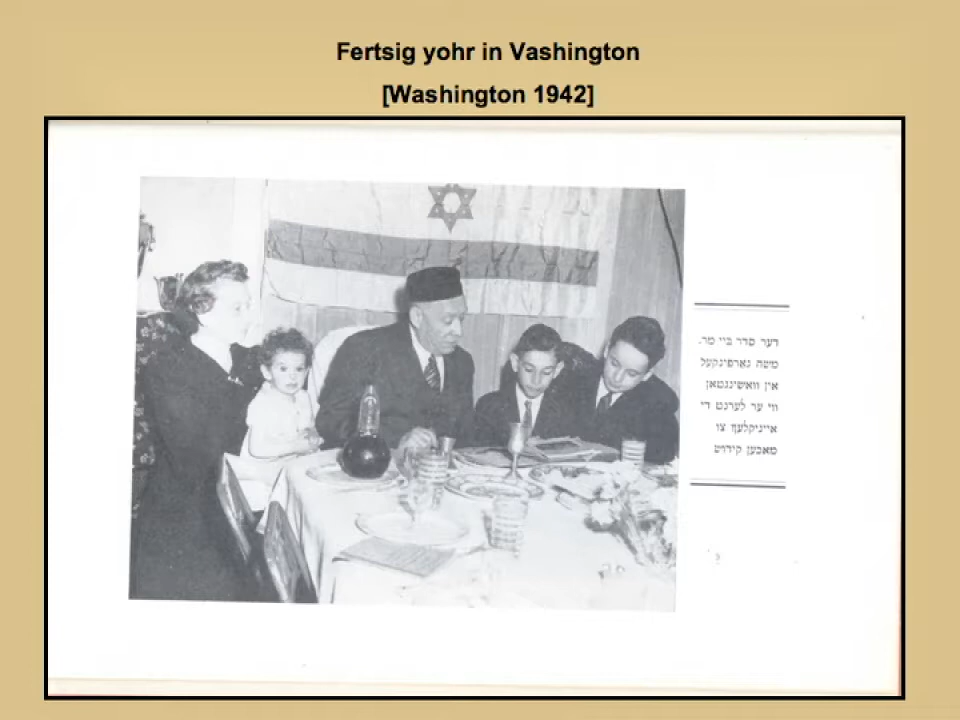 Fertsig yohr in Vashington
[Washington 1942]
דער סדר ביי מר.
משה גארפינקעל
אין וואשינגטאן
ווי ער לערנט די
אייניקלעך צו
מאכען קידוש